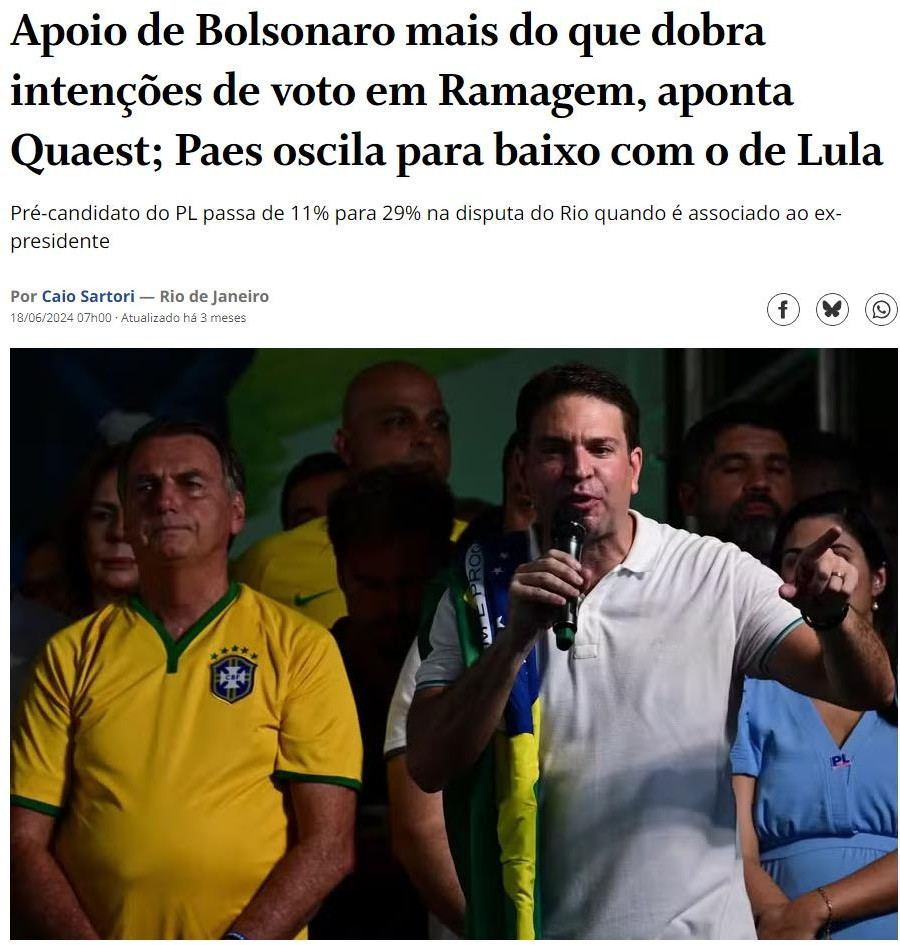 Apoio de Bolsonaro mais do que dobra
intenções de voto em Ramagem, aponta
Quaest; Paes oscila para baixo com o de Lula
Pré-candidato do PL passa de 11% para 29% na disputa do Rio quando é associado ao ex-
presidente
Por Caio Sartori — Rio de Janeiro
18/06/2024 07h00 · Atualizado há 3 meses
CBF
M E PROG
PL